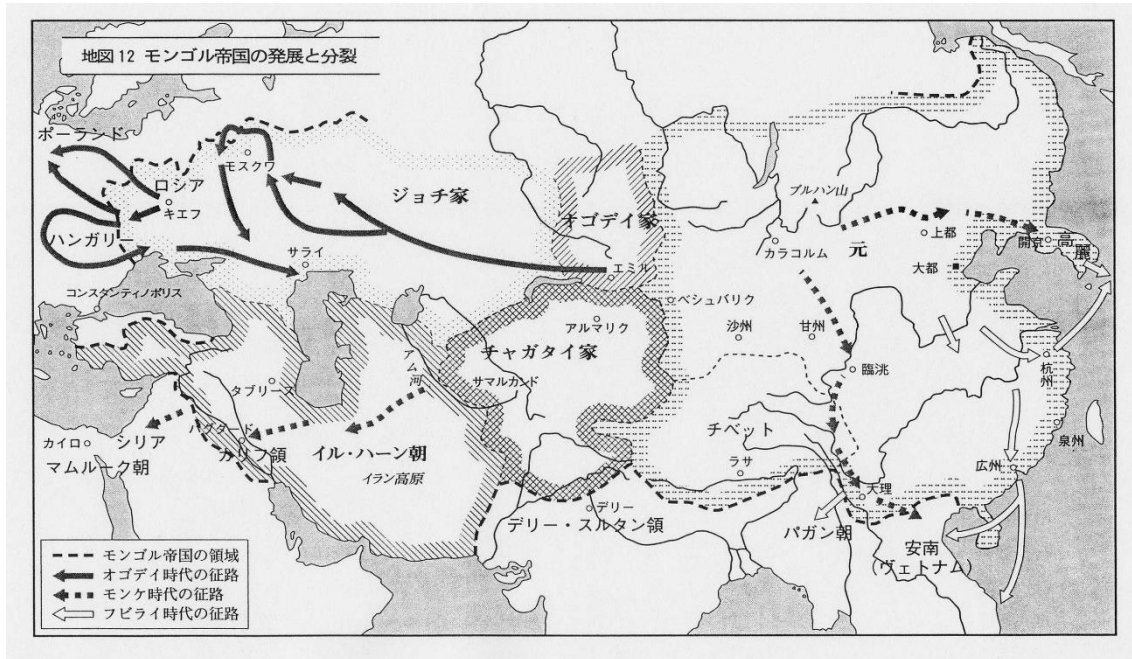 地図12 モンゴル帝国の発展と分裂
ポーランド
モスクワ
ロシア
キエフ
ハンガリー
サライ
コンスタンティノポリス
ジョチ家
オゴデイ家
エミル
ブルハン山
カラコルム
元
上都
大都
開京
高麗
ベシュバリク
アルマリク
チャガタイ家
沙州
甘州
臨洮
杭州
アム河
サマルカンド
タブリーズ
バグダード
カリフ領
シリア
カイロ
マムルーク朝
イル・ハーン朝
イラン高原
チベット
ラサ
泉州
広州
大理
デリー
デリー・スルタン領
パガン朝
安南
(ヴェトナム)
モンゴル帝国の領域
オゴデイ時代の征路
モンケ時代の征路
フビライ時代の征路